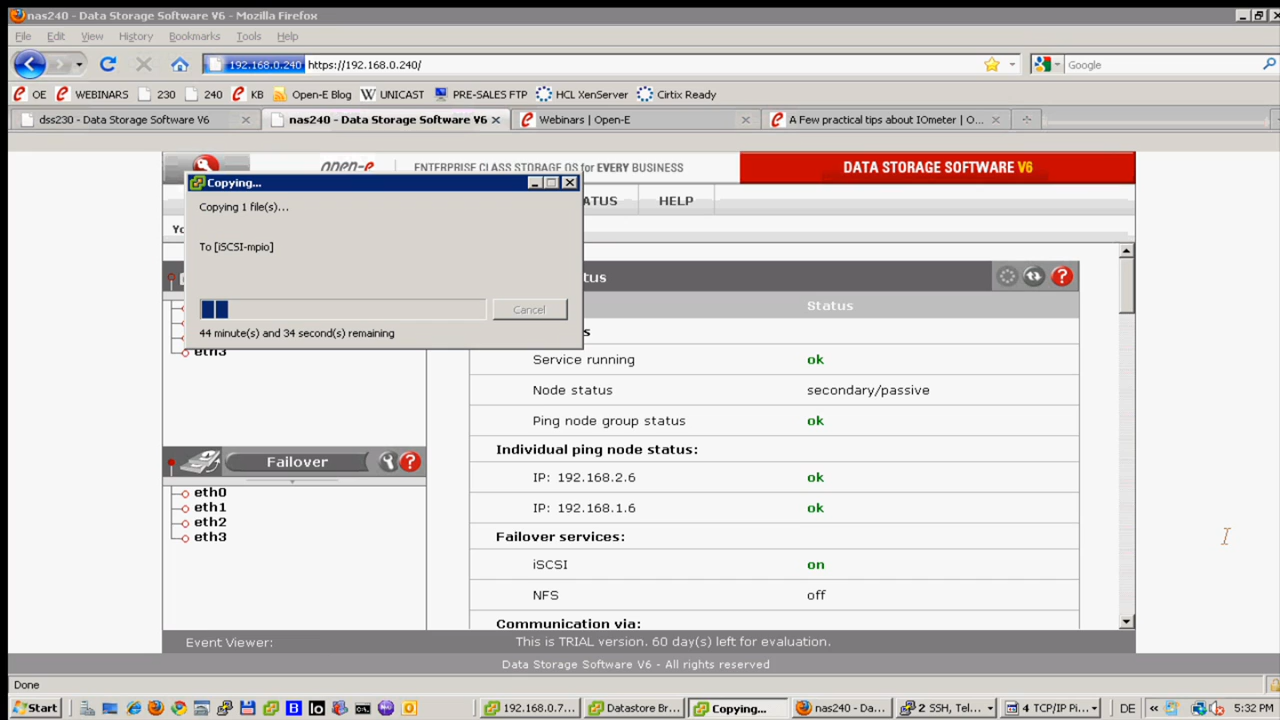 nas240 - Data Storage Software V6 - Mozilla Firefox
File Edit View History Bookmarks Tools Help
192.168.0.240 https://192.168.0.240/ Google
OE WEBINARS 230 240 KB Open-E Blog UNICAST PRE-SALES FTP HCL XenServer Cirtix Ready
dss230 - Data Storage Software V6 nas240 - Data Storage Software V6 Webinars | Open-E A Few practical tips about IOmeter | O...
open-e ENTERPRISE CLASS STORAGE OS for EVERY BUSINESS DATA STORAGE SOFTWARE V6
Copying...
Copying 1 file(s)...
To [iSCSI-mpio]
Cancel
44 minute(s) and 34 second(s) remaining
ATUS HELP
Yo
tus
Status
s
Service running ok
Node status secondary/passive
Ping node group status ok
Individual ping node status:
IP: 192.168.2.6 ok
IP: 192.168.1.6 ok
Failover services:
iSCSI on
NFS off
Communication via:
eth3
Failover
eth0
eth1
eth2
eth3
Event Viewer: This is TRIAL version. 60 day(s) left for evaluation.
Data Storage Software V6 - All rights reserved
Done
Start 192.168.0.7... Datastore Br... Copying... nas240 - Da... 2 SSH, Tel... 4 TCP/IP Pi... DE 5:32 PM